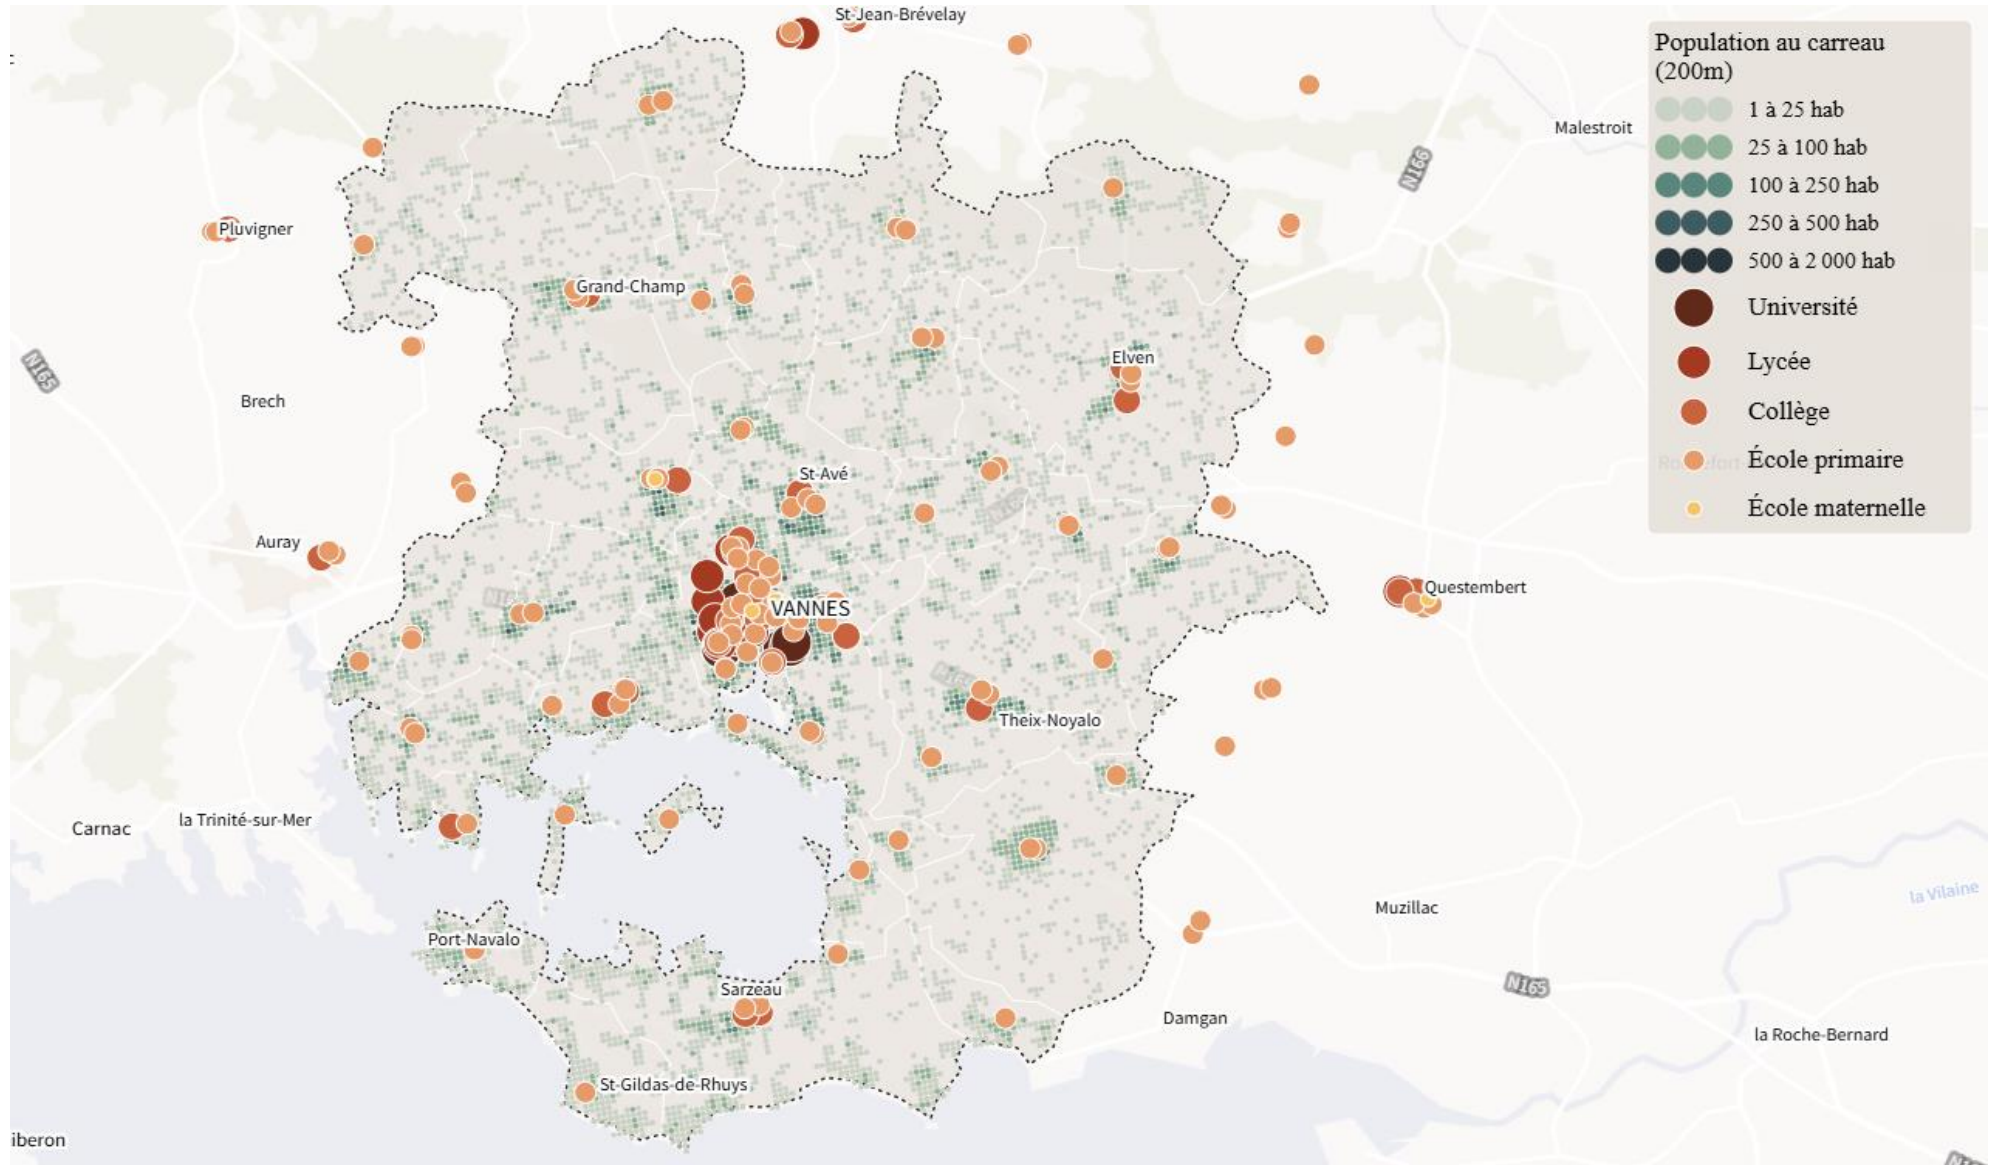 St-Jean-Brévelay
Population au carreau
(200m)
1 à 25 hab
25 à 100 hab
100 à 250 hab
250 à 500 hab
500 à 2 000 hab
Université
Lycée
Collège
École primaire
École maternelle
Malestroit
N166
Pluvigner
Grand-Champ
N165
Elven
Brech
St-Avé
N166
Auray
Questembert
VANNES
N165
Theix-Noyalo
Carnac
la Trinité-sur-Mer
la Vilaine
Muzillac
Port-Navalo
Sarzeau
N165
Damgan
la Roche-Bernard
St-Gildas-de-Rhuys
iberon